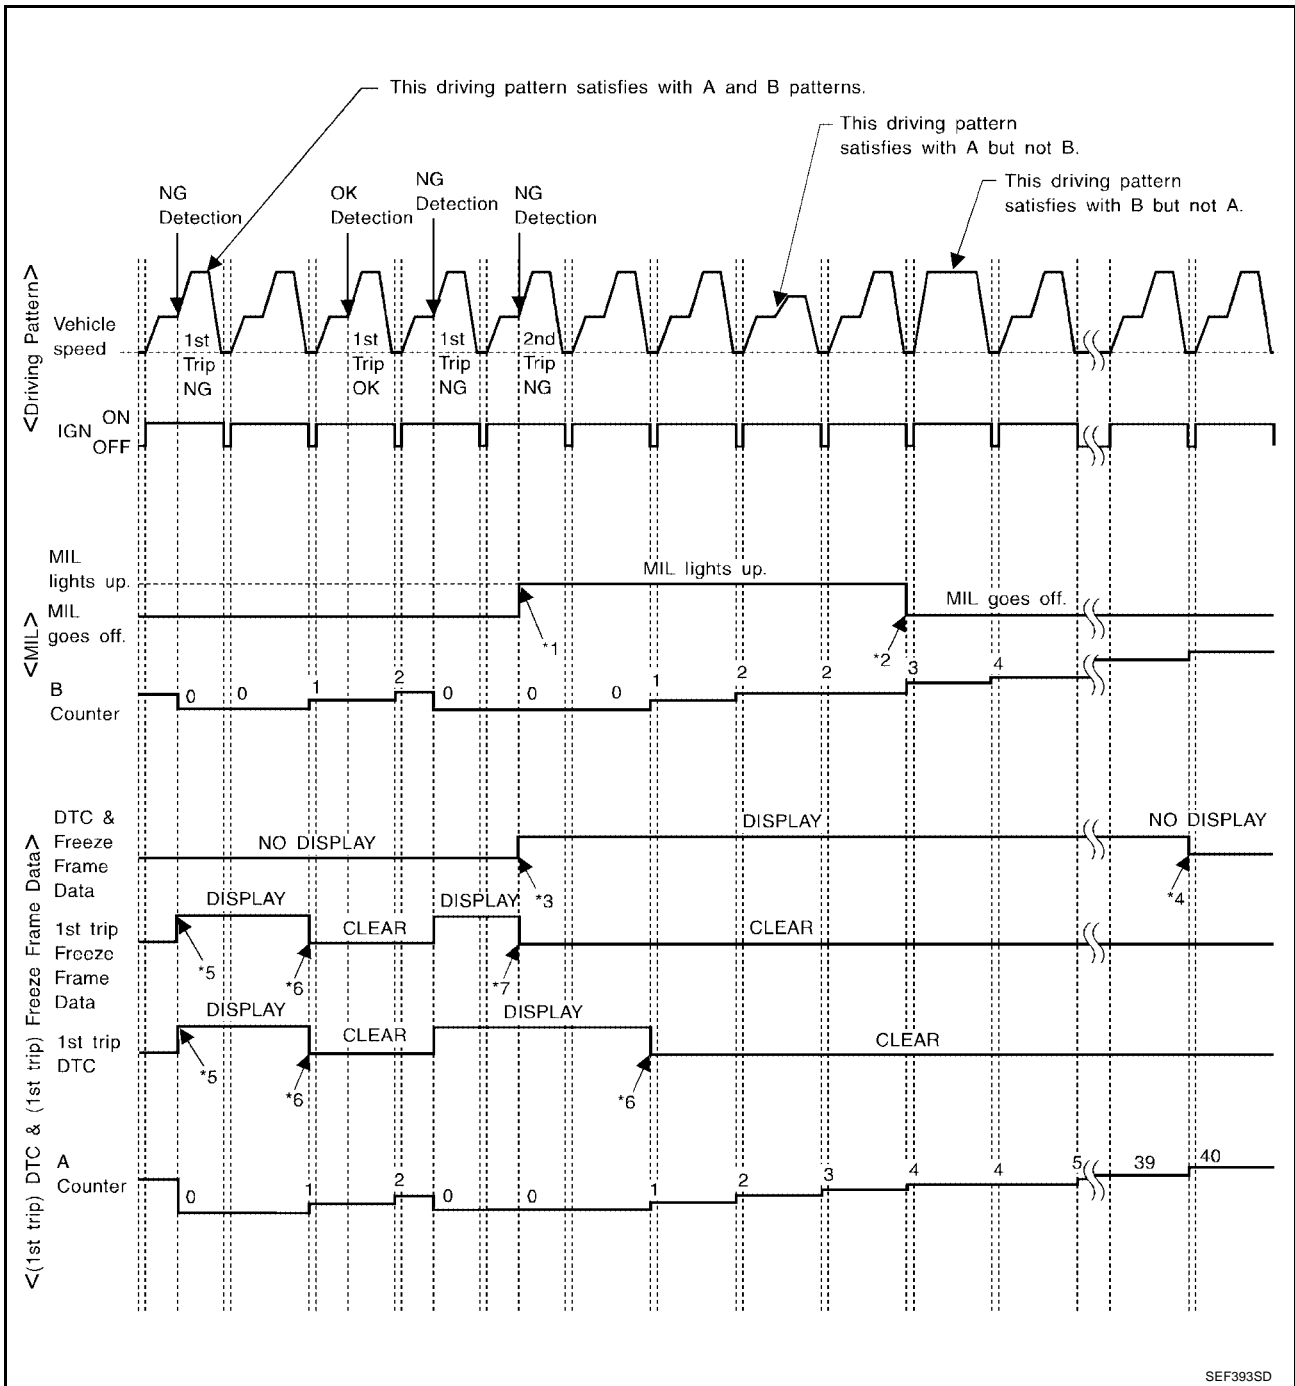 This driving pattern satisfies with A and B patterns.
This driving pattern
satisfies with A but not B.
This driving pattern
satisfies with B but not A.
NG
Detection
OK
Detection
NG
Detection
NG
Detection
<Driving Pattern>
Vehicle
speed
1st
Trip
NG
1st
Trip
OK
1st
Trip
NG
2nd
Trip
NG
IGN ON
OFF
<MIL>
MIL
lights up.
MIL lights up.
MIL
goes off.
MIL goes off.
*1
*2
B
Counter
0 0 1 2 0 0 0 1 2 2 3 4
<(1st trip) DTC & (1st trip) Freeze Frame Data>
DTC &
Freeze
Frame
Data
NO DISPLAY
DISPLAY
NO DISPLAY
*3
*4
1st trip
Freeze
Frame
Data
DISPLAY
CLEAR
DISPLAY
CLEAR
*5
*6
*7
1st trip
DTC
DISPLAY
CLEAR
DISPLAY
CLEAR
*5
*6
*6
A
Counter
0 1 2 0 0 1 2 3 4 4 5 39 40
SEF393SD